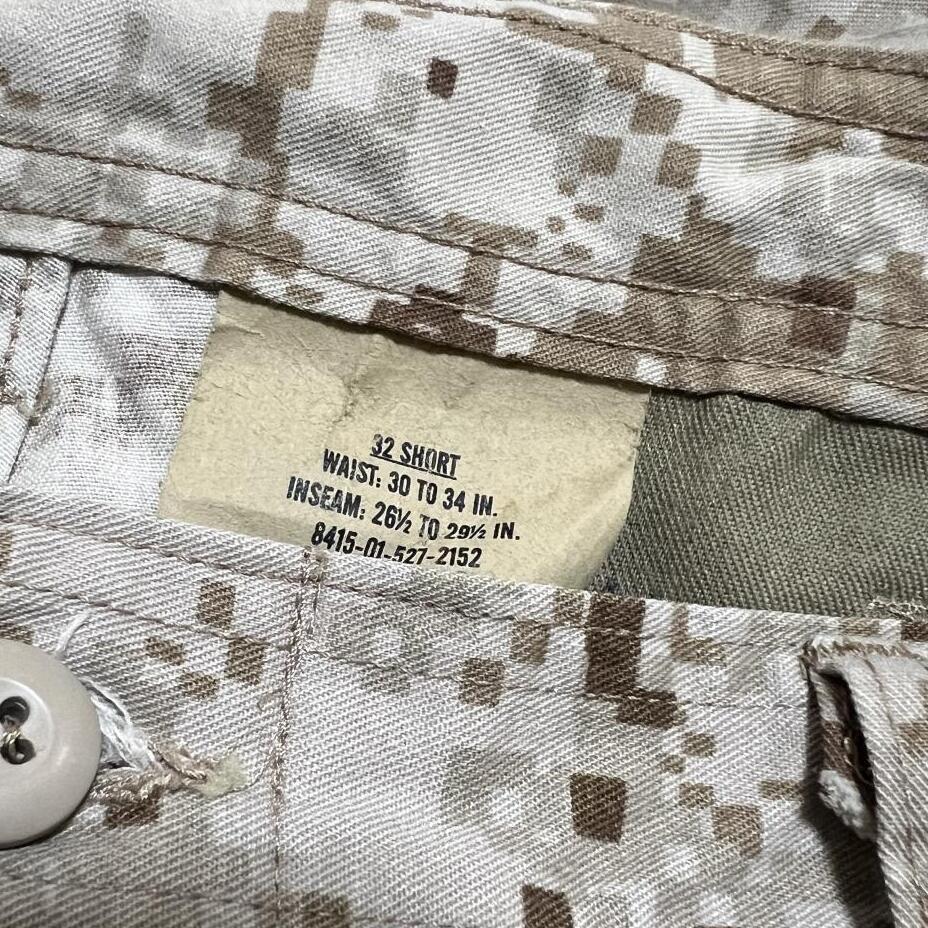 32 SHORT
WAIST: 30 TO 34 IN.
INSEAM: 26½ TO 29½ IN.
8415-01-527-2152